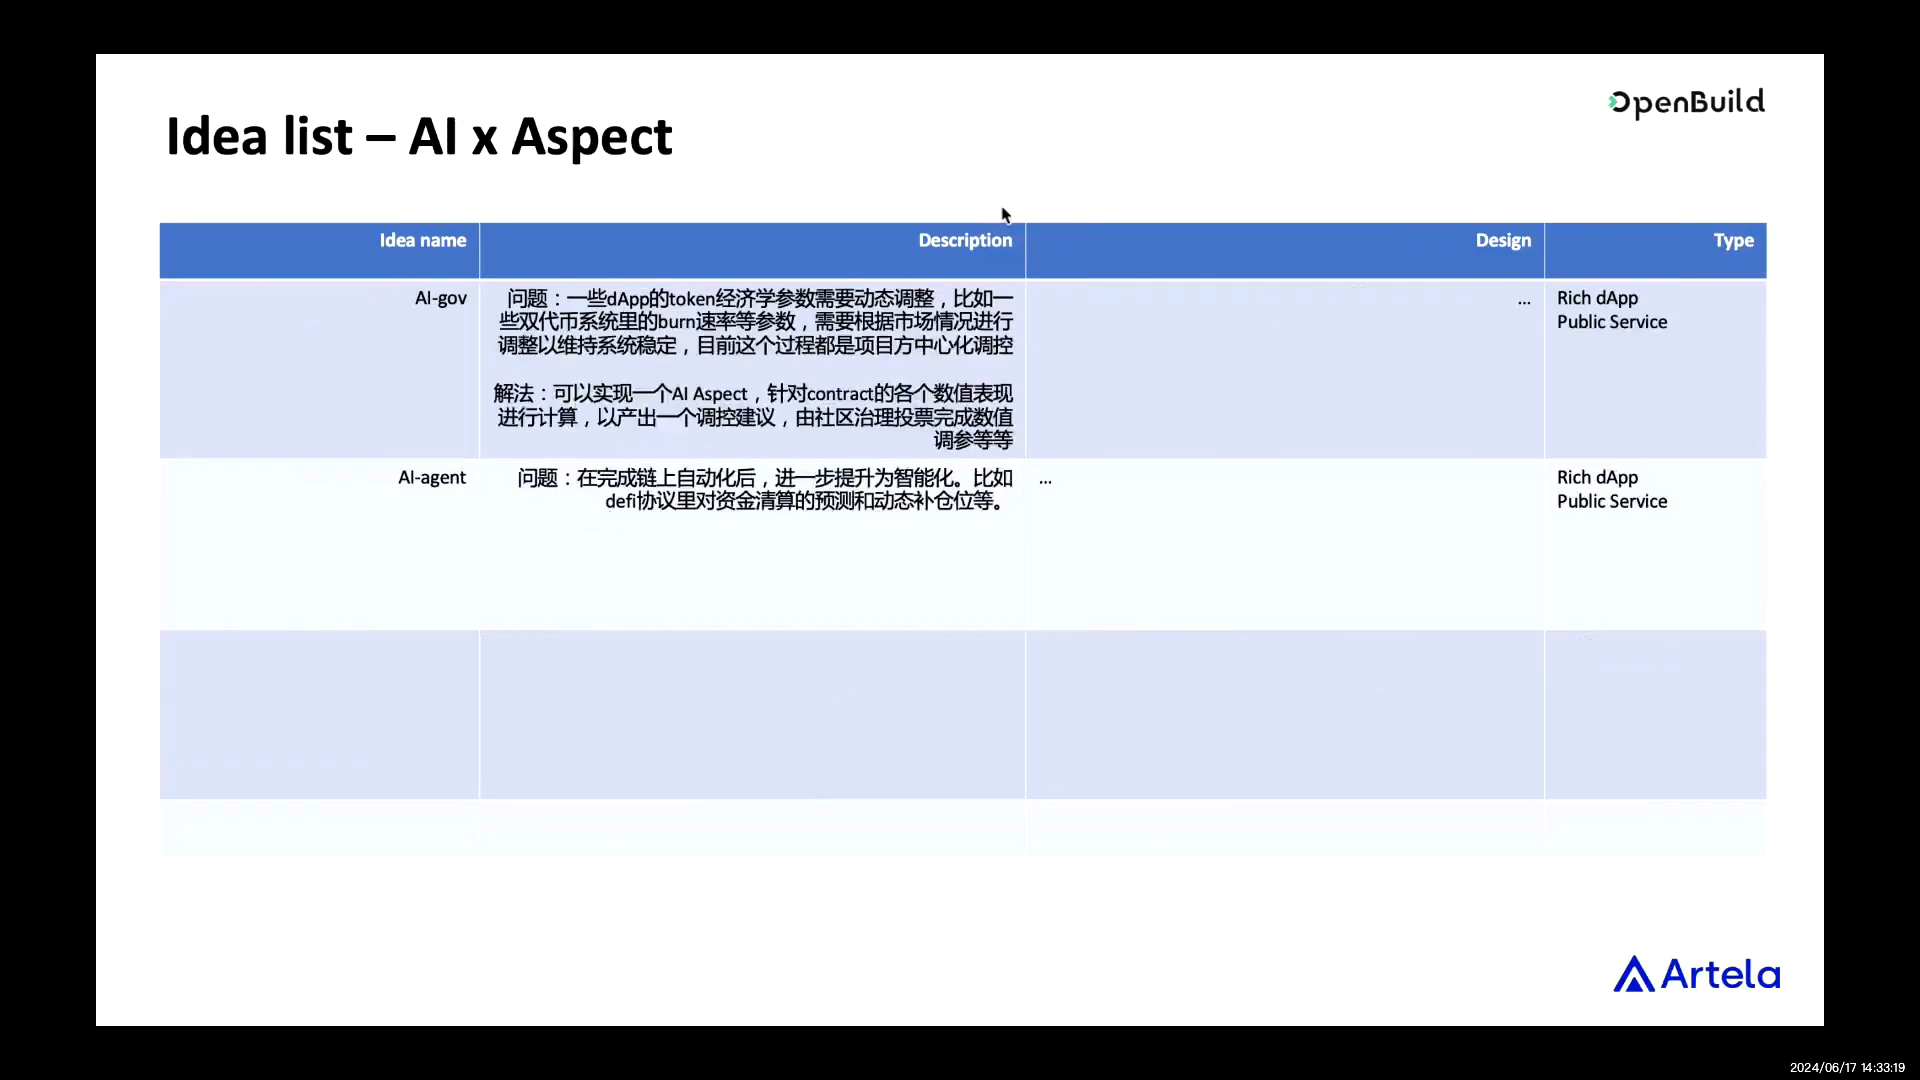 OpenBuild
Idea list – AI x Aspect
Idea name
Description
Design
Type
AI-gov
问题：一些dApp的token经济学参数需要动态调整，比如一
些双代币系统里的burn速率等参数，需要根据市场情况进行
调整以维持系统稳定，目前这个过程都是项目方中心化调控
解法：可以实现一个AI Aspect，针对contract的各个数值表现
进行计算，以产出一个调控建议，由社区治理投票完成数值
调参等等
...
Rich dApp
Public Service
AI-agent
问题：在完成链上自动化后，进一步提升为智能化。比如
defi协议里对资金清算的预测和动态补仓位等。
...
Rich dApp
Public Service
Artela
2024/06/17 14:33:19